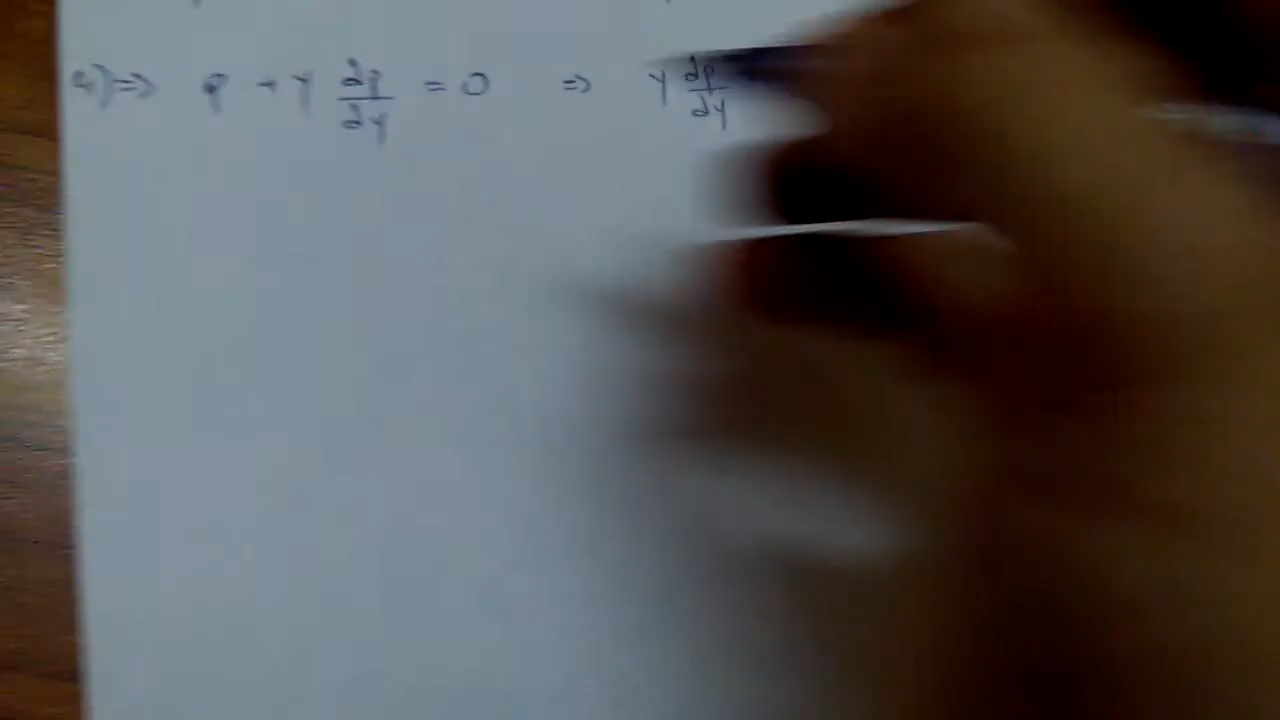 a) => p + y dp/dy = 0 => y dp/dy